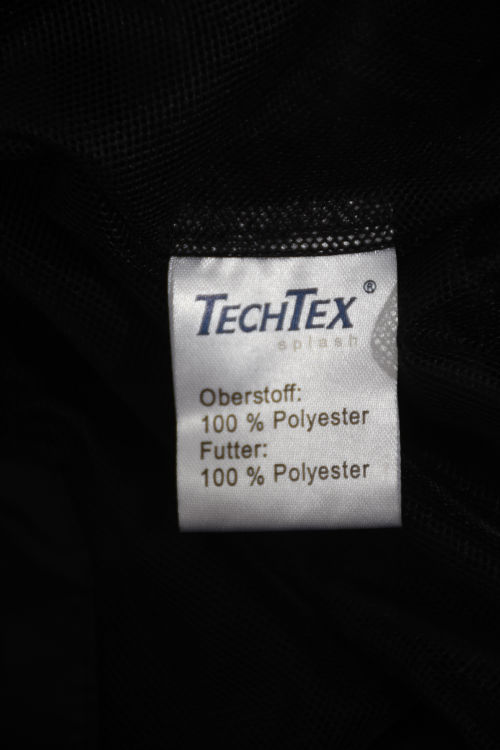 TECHTEX®
splash
Oberstoff:
100 % Polyester
Futter:
100 % Polyester